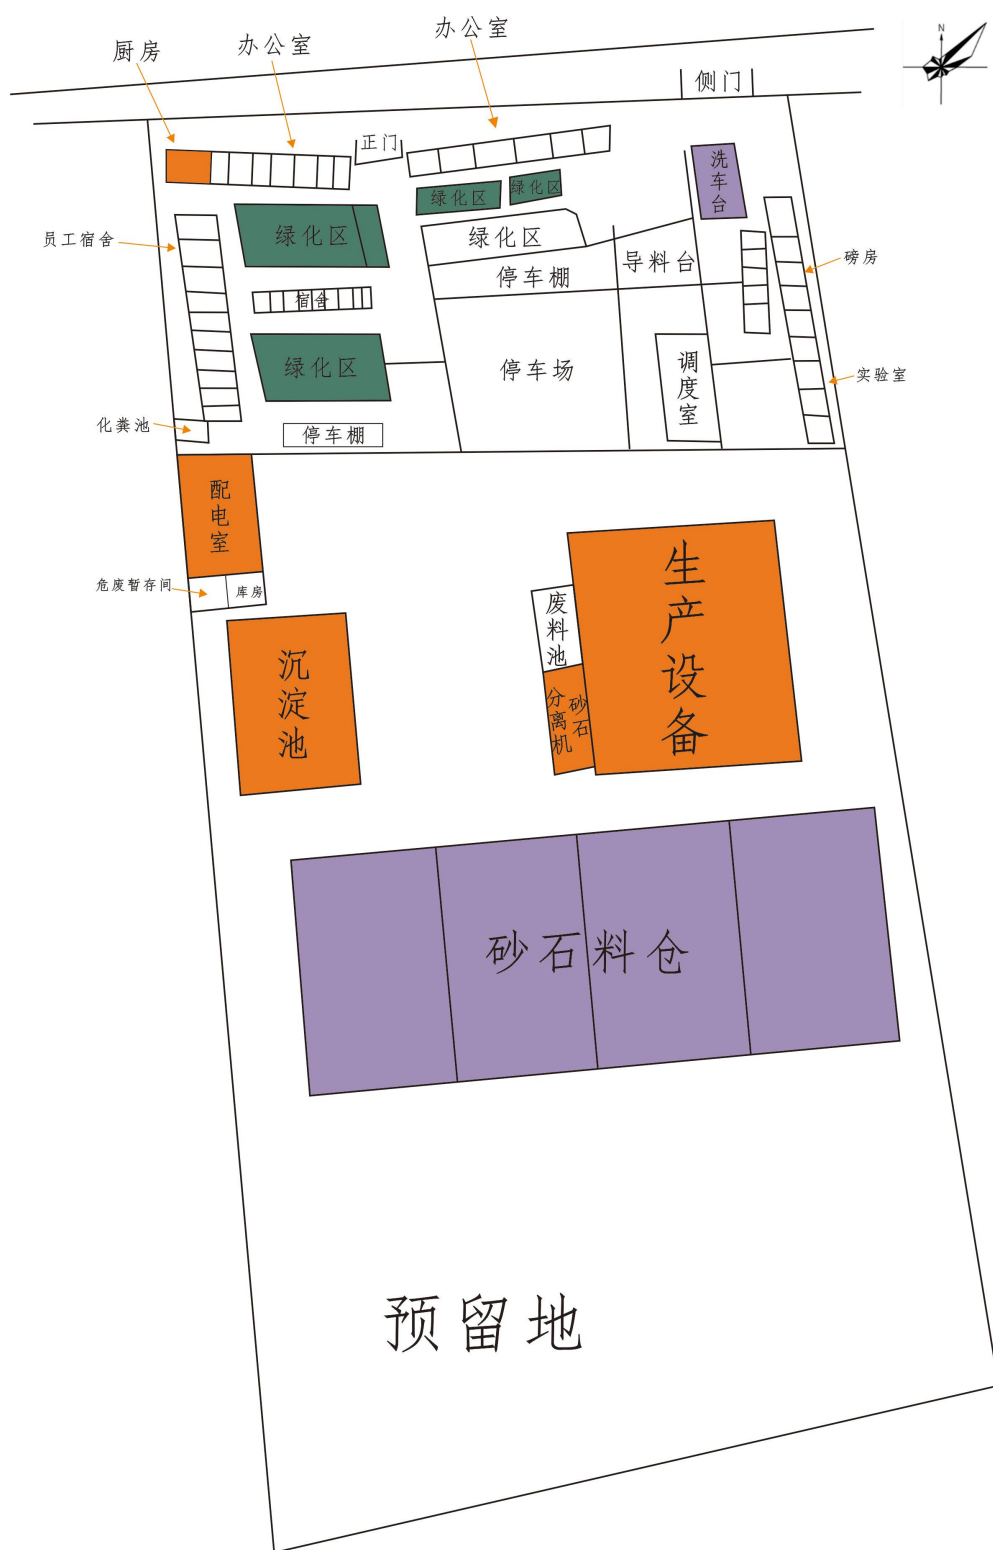 N
办公室
办公室
厨房
侧门
正门
洗车台
绿化区
绿化区
绿化区
绿化区
员工宿舍
导料台
磅房
停车棚
宿舍
绿化区
停车场
调度室
实验室
化粪池
停车棚
配电室
危废暂存间
库房
生产设备
废料池
砂石
分离机
沉淀池
砂石料仓
预留地